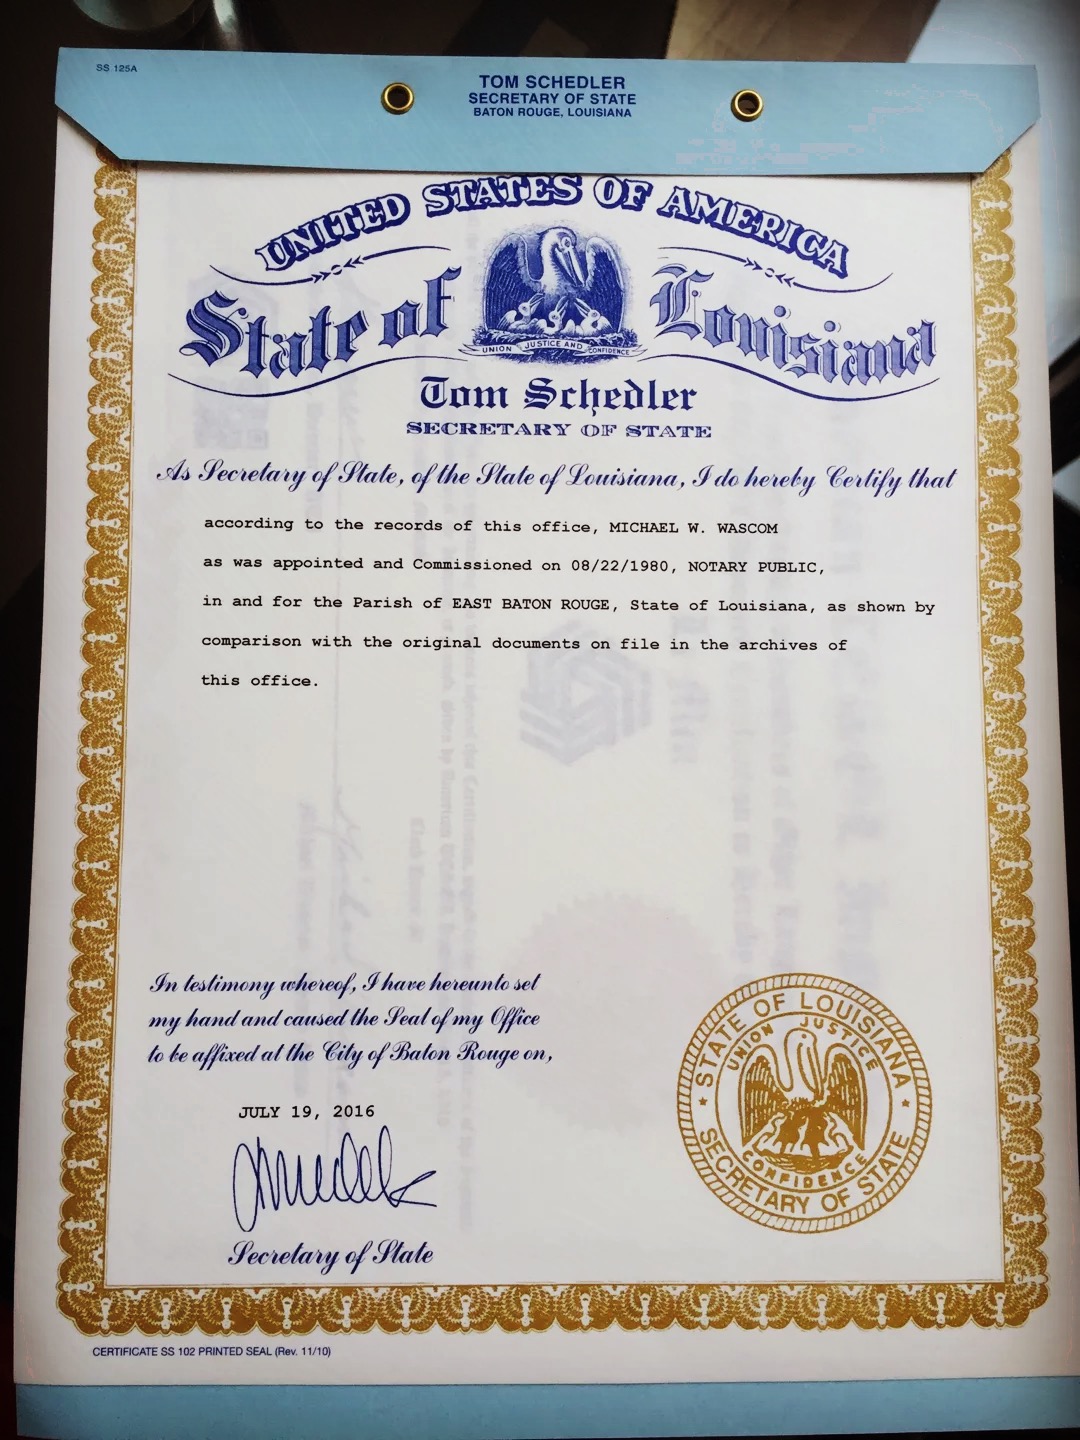 SS 125A
TOM SCHEDLER
SECRETARY OF STATE
BATON ROUGE, LOUISIANA
UNITED STATES OF AMERICA
State of Louisiana
UNION JUSTICE AND CONFIDENCE
Tom Schedler
SECRETARY OF STATE
As Secretary of State, of the State of Louisiana, I do hereby Certify that
according to the records of this office, MICHAEL W. WASCOM
as was appointed and Commissioned on 08/22/1980, NOTARY PUBLIC,
in and for the Parish of EAST BATON ROUGE, State of Louisiana, as shown by
comparison with the original documents on file in the archives of
this office.
In testimony whereof, I have hereunto set
my hand and caused the Seal of my Office
to be affixed at the City of Baton Rouge on,
JULY 19, 2016
Secretary of State
STATE OF LOUISIANA
UNION JUSTICE
CONFIDENCE
SECRETARY OF STATE
CERTIFICATE SS 102 PRINTED SEAL (Rev. 11/10)